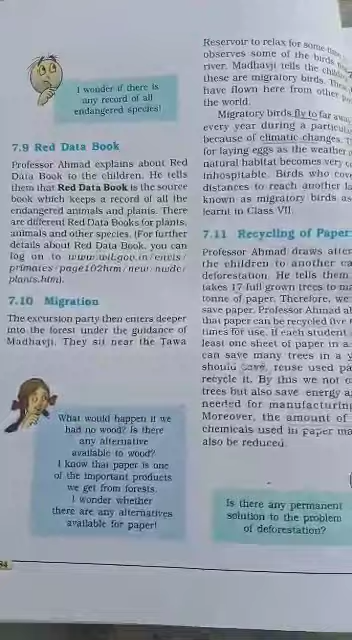 I wonder if there is
any record of all
endangered species!
7.9 Red Data Book
Professor Ahmad explains about Red
Data Book to the children. He tells
them that Red Data Book is the source
book which keeps a record of all the
endangered animals and plants. There
are different Red Data Books for plants,
animals and other species. (For further
details about Red Data Book, you can
log on to www.wil.gov.in/envis/
primates/page102htm/new/nwdc/
plants.htm).
7.10 Migration
The excursion party then enters deeper
into the forest under the guidance of
Madhavji. They sit near the Tawa
What would happen if we
had no wood? Is there
any alternative
available to wood?
I know that paper is one
of the important products
we get from forests.
I wonder whether
there are any alternatives
available for paper!
84
Reservoir to relax for some time
observes some of the birds
river. Madhavji tells the children
these are migratory birds.
have flown here from other
the world.
Migratory birds fly to far away
every year during a particular
because of climatic changes.
for laying eggs as the weather
natural habitat becomes very
inhospitable. Birds who cov
distances to reach another la
known as migratory birds as
learnt in Class VII.
7.11 Recycling of Paper
Professor Ahmad draws atten
the children to another ca
deforestation. He tells them
takes 17 full grown trees to ma
tonne of paper. Therefore, we
save paper. Professor Ahmad al
that paper can be recycled five
times for use. If each student
least one sheet of paper in a
can save many trees in a y
should save, reuse used pa
recycle it. By this we not o
trees but also save energy a
needed for manufacturing
Moreover, the amount of
chemicals used in paper ma
also be reduced.
Is there any permanent
solution to the problem
of deforestation?